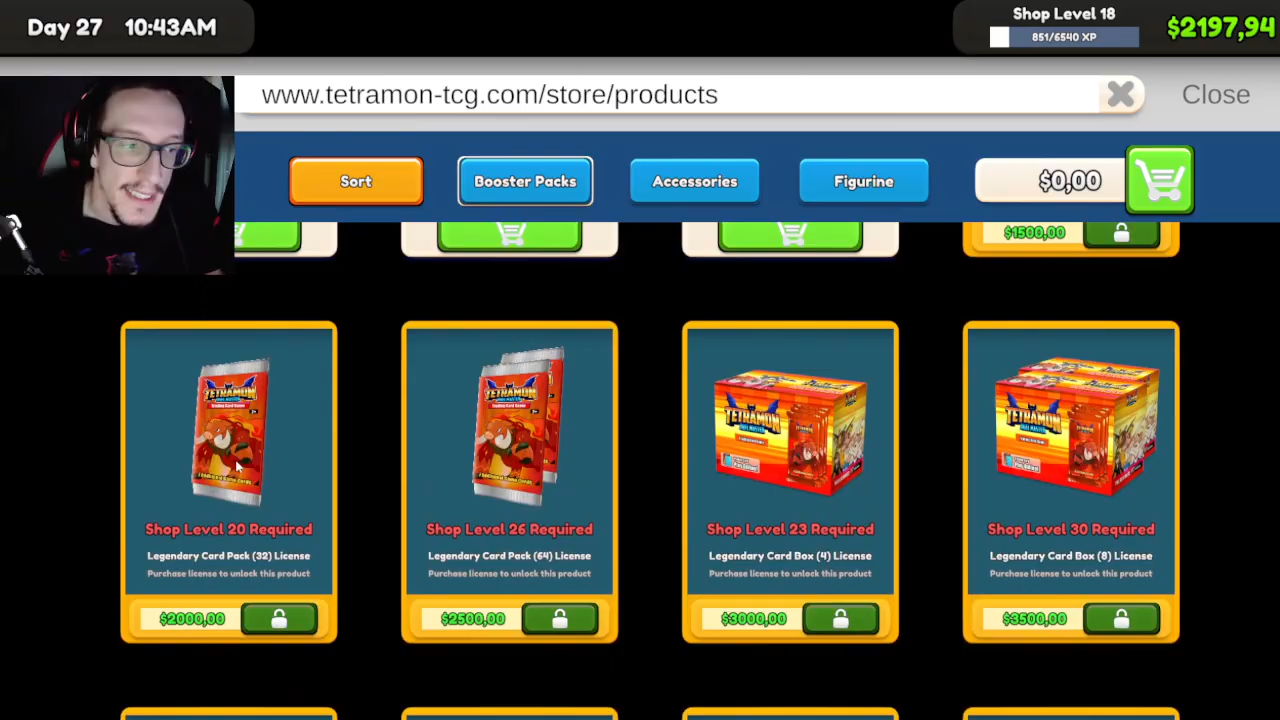 Day 27 10:43AM
Shop Level 18
851/6540 XP
$2197,94
www.tetramon-tcg.com/store/products
Close
Sort
Booster Packs
Accessories
Figurine
$0,00
$1500,00
TETRAMON
TETRAMON
TETRAMON
TETRAMON
Shop Level 20 Required
Legendary Card Pack (32) License
Purchase license to unlock this product
$2000,00
Shop Level 26 Required
Legendary Card Pack (64) License
Purchase license to unlock this product
$2500,00
Shop Level 23 Required
Legendary Card Box (4) License
Purchase license to unlock this product
$3000,00
Shop Level 30 Required
Legendary Card Box (8) License
Purchase license to unlock this product
$3500,00